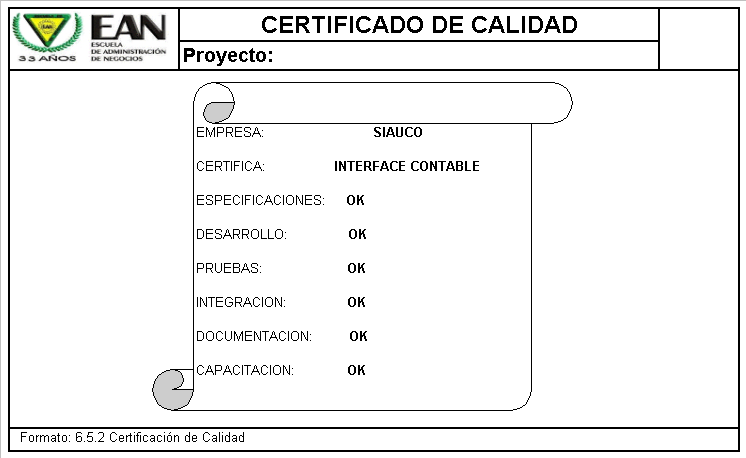 EAN
ESCUELA
DE ADMINISTRACIÓN
DE NEGOCIOS
33 AÑOS
CERTIFICADO DE CALIDAD
Proyecto:
EMPRESA: SIAUCO
CERTIFICA: INTERFACE CONTABLE
ESPECIFICACIONES: OK
DESARROLLO: OK
PRUEBAS: OK
INTEGRACION: OK
DOCUMENTACION: OK
CAPACITACION: OK
Formato: 6.5.2 Certificación de Calidad